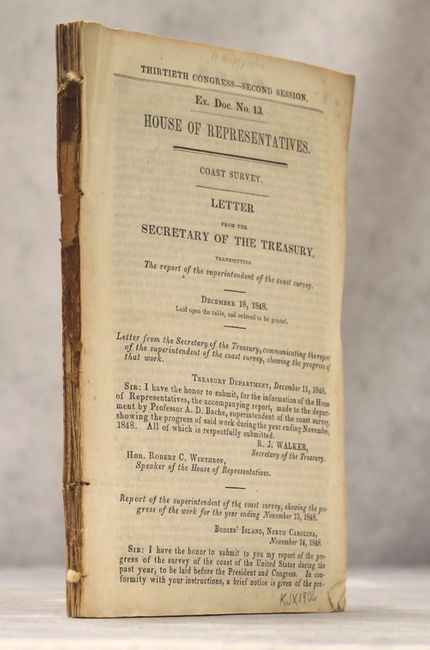 THIRTIETH CONGRESS—SECOND SESSION.
Ex. Doc. No. 13.
HOUSE OF REPRESENTATIVES.
COAST SURVEY.
LETTER
FROM THE
SECRETARY OF THE TREASURY,
TRANSMITTING
The report of the superintendent of the coast survey.
DECEMBER 18, 1848.
Laid upon the table, and ordered to be printed.
Letter from the Secretary of the Treasury, communicating the report
of the superintendent of the coast survey, showing the progress of
that work.
TREASURY DEPARTMENT, December 11, 1848.
SIR: I have the honor to submit, for the information of the House
of Representatives, the accompanying report, made to the depart-
ment by Professor A. D. Bache, superintendent of the coast survey,
showing the progress of said work during the year ending November,
1848. All of which is respectfully submitted.
R. J. WALKER,
Secretary of the Treasury.
HON. ROBERT C. WINTHROP,
Speaker of the House of Representatives.
Report of the superintendent of the coast survey, showing the pro-
gress of the work for the year ending November 13, 1848.
BODIES' ISLAND, NORTH CAROLINA,
November 14, 1848.
SIR: I have the honor to submit to you my report of the pro-
gress of the survey of the coast of the United States during the
past year, to be laid before the President and Congress. In con-
formity with your instructions, a brief notice is given of the pre-
KJX1906